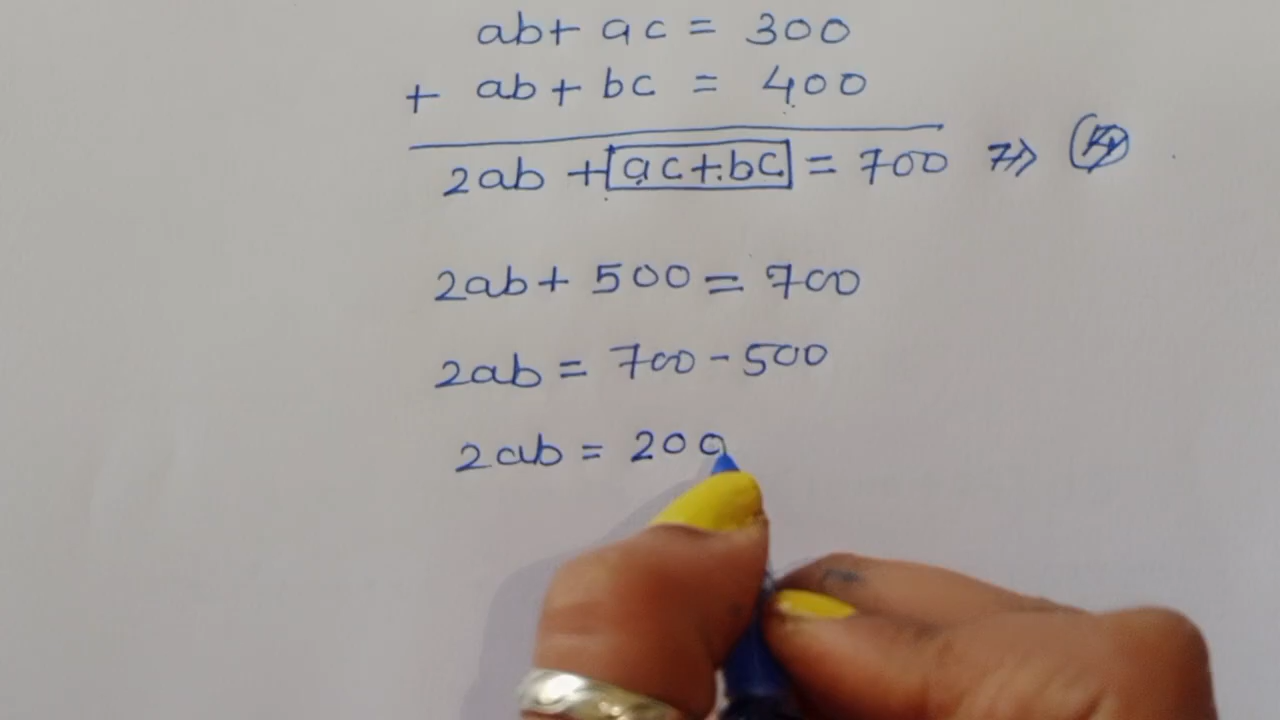 ab + ac = 300
+ ab + bc = 400
2ab + ac + bc = 700 ⇒
2ab + 500 = 700
2ab = 700 - 500
2ab = 200